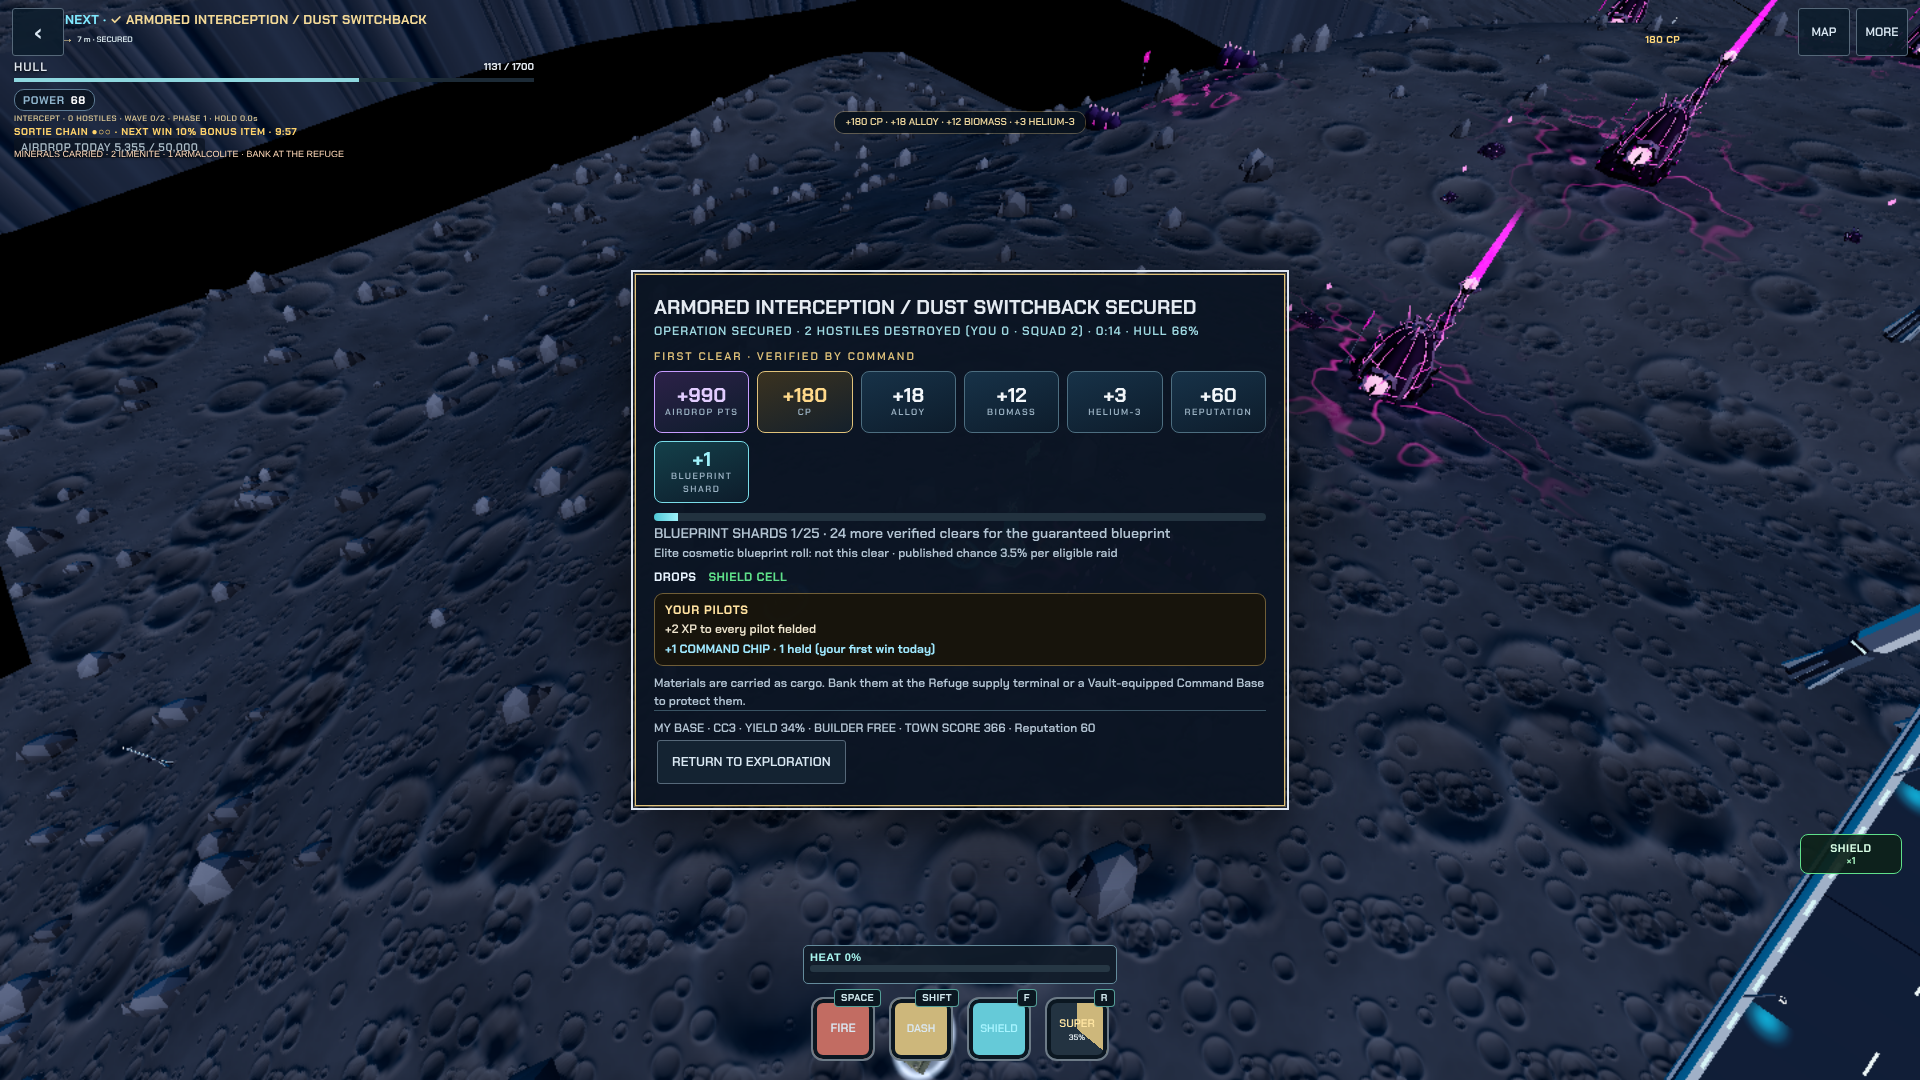 NEXT · ✓ ARMORED INTERCEPTION / DUST SWITCHBACK
→ 7 m · SECURED
HULL 1131 / 1700
POWER 68
INTERCEPT · 0 HOSTILES · WAVE 0/2 · PHASE 1 · HOLD 0.0s
SORTIE CHAIN ●○○ · NEXT WIN 10% BONUS ITEM · 9:57
AIRDROP TODAY 5,355 / 50,000
MINERALS CARRIED · 2 ILMENITE · 1 ARMALCOLITE · BANK AT THE REFUGE
+180 CP · +18 ALLOY · +12 BIOMASS · +3 HELIUM-3
180 CP
MAP
MORE
ARMORED INTERCEPTION / DUST SWITCHBACK SECURED
OPERATION SECURED · 2 HOSTILES DESTROYED (YOU 0 · SQUAD 2) · 0:14 · HULL 66%
FIRST CLEAR · VERIFIED BY COMMAND
+990
AIRDROP PTS
+180
CP
+18
ALLOY
+12
BIOMASS
+3
HELIUM-3
+60
REPUTATION
+1
BLUEPRINT
SHARD
BLUEPRINT SHARDS 1/25 · 24 more verified clears for the guaranteed blueprint
Elite cosmetic blueprint roll: not this clear · published chance 3.5% per eligible raid
DROPS SHIELD CELL
YOUR PILOTS
+2 XP to every pilot fielded
+1 COMMAND CHIP · 1 held (your first win today)
Materials are carried as cargo. Bank them at the Refuge supply terminal or a Vault-equipped Command Base
to protect them.
MY BASE · CC3 · YIELD 34% · BUILDER FREE · TOWN SCORE 366 · Reputation 60
RETURN TO EXPLORATION
SHIELD
×1
HEAT 0%
SPACE
FIRE
SHIFT
DASH
F
SHIELD
R
SUPER
35%